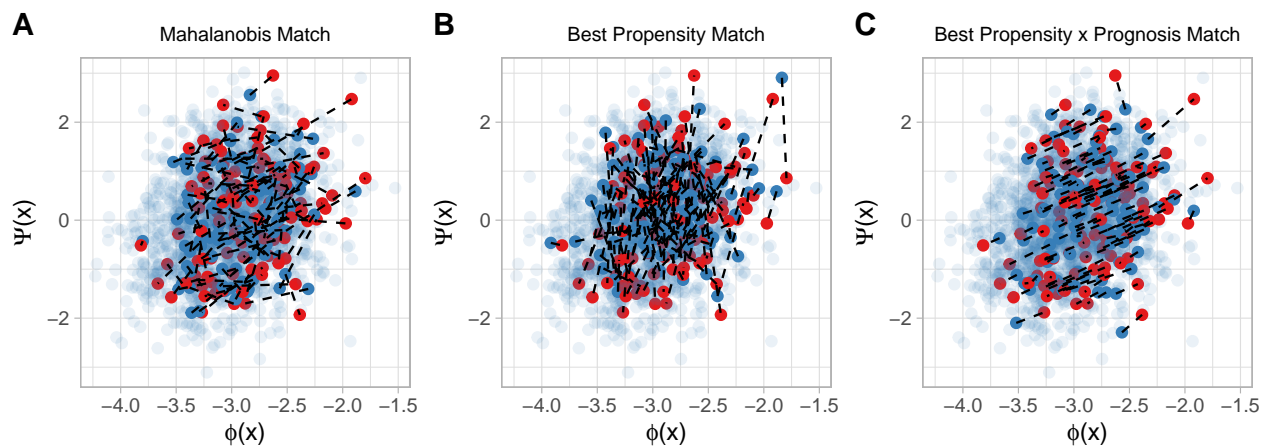 A
Mahalanobis Match
Ψ(x)
2
0
−2
−4.0 −3.5 −3.0 −2.5 −2.0 −1.5
ϕ(x)
B
Best Propensity Match
Ψ(x)
2
0
−2
−4.0 −3.5 −3.0 −2.5 −2.0 −1.5
ϕ(x)
C
Best Propensity x Prognosis Match
Ψ(x)
2
0
−2
−4.0 −3.5 −3.0 −2.5 −2.0 −1.5
ϕ(x)